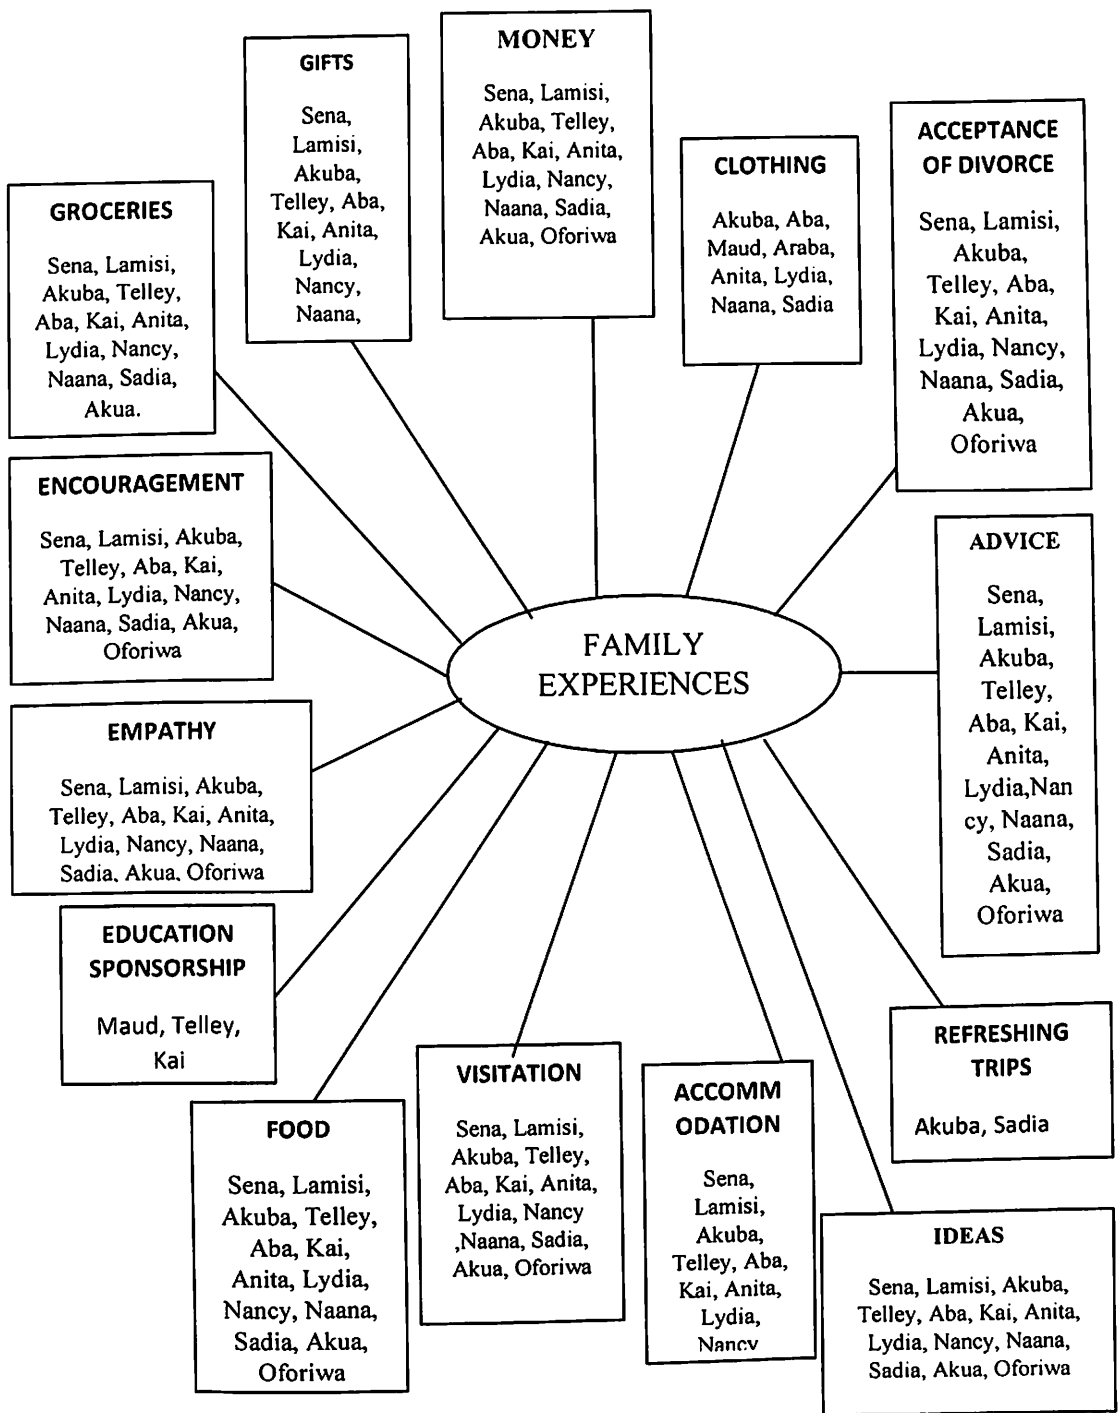 MONEY
Sena, Lamisi,
Akuba, Telley,
Aba, Kai, Anita,
Lydia, Nancy,
Naana, Sadia,
Akua, Oforiwa
GIFTS
Sena,
Lamisi,
Akuba,
Telley, Aba,
Kai, Anita,
Lydia,
Nancy,
Naana,
CLOTHING
Akuba, Aba,
Maud, Araba,
Anita, Lydia,
Naana, Sadia
ACCEPTANCE
OF DIVORCE
Sena, Lamisi,
Akuba,
Telley, Aba,
Kai, Anita,
Lydia, Nancy,
Naana, Sadia,
Akua,
Oforiwa
GROCERIES
Sena, Lamisi,
Akuba, Telley,
Aba, Kai, Anita,
Lydia, Nancy,
Naana, Sadia,
Akua.
ENCOURAGEMENT
Sena, Lamisi, Akuba,
Telley, Aba, Kai,
Anita, Lydia, Nancy,
Naana, Sadia, Akua,
Oforiwa
ADVICE
Sena,
Lamisi,
Akuba,
Telley,
Aba, Kai,
Anita,
Lydia,Nan
cy, Naana,
Sadia,
Akua,
Oforiwa
FAMILY
EXPERIENCES
EMPATHY
Sena, Lamisi, Akuba,
Telley, Aba, Kai, Anita,
Lydia, Nancy, Naana,
Sadia, Akua, Oforiwa
EDUCATION
SPONSORSHIP
Maud, Telley,
Kai
FOOD
Sena, Lamisi,
Akuba, Telley,
Aba, Kai,
Anita, Lydia,
Nancy, Naana,
Sadia, Akua,
Oforiwa
VISITATION
Sena, Lamisi,
Akuba, Telley,
Aba, Kai, Anita,
Lydia, Nancy
,Naana, Sadia,
Akua, Oforiwa
ACCOMM
ODATION
Sena,
Lamisi,
Akuba,
Telley, Aba,
Kai, Anita,
Lydia,
Nancy
REFRESHING
TRIPS
Akuba, Sadia
IDEAS
Sena, Lamisi, Akuba,
Telley, Aba, Kai, Anita,
Lydia, Nancy, Naana,
Sadia, Akua, Oforiwa